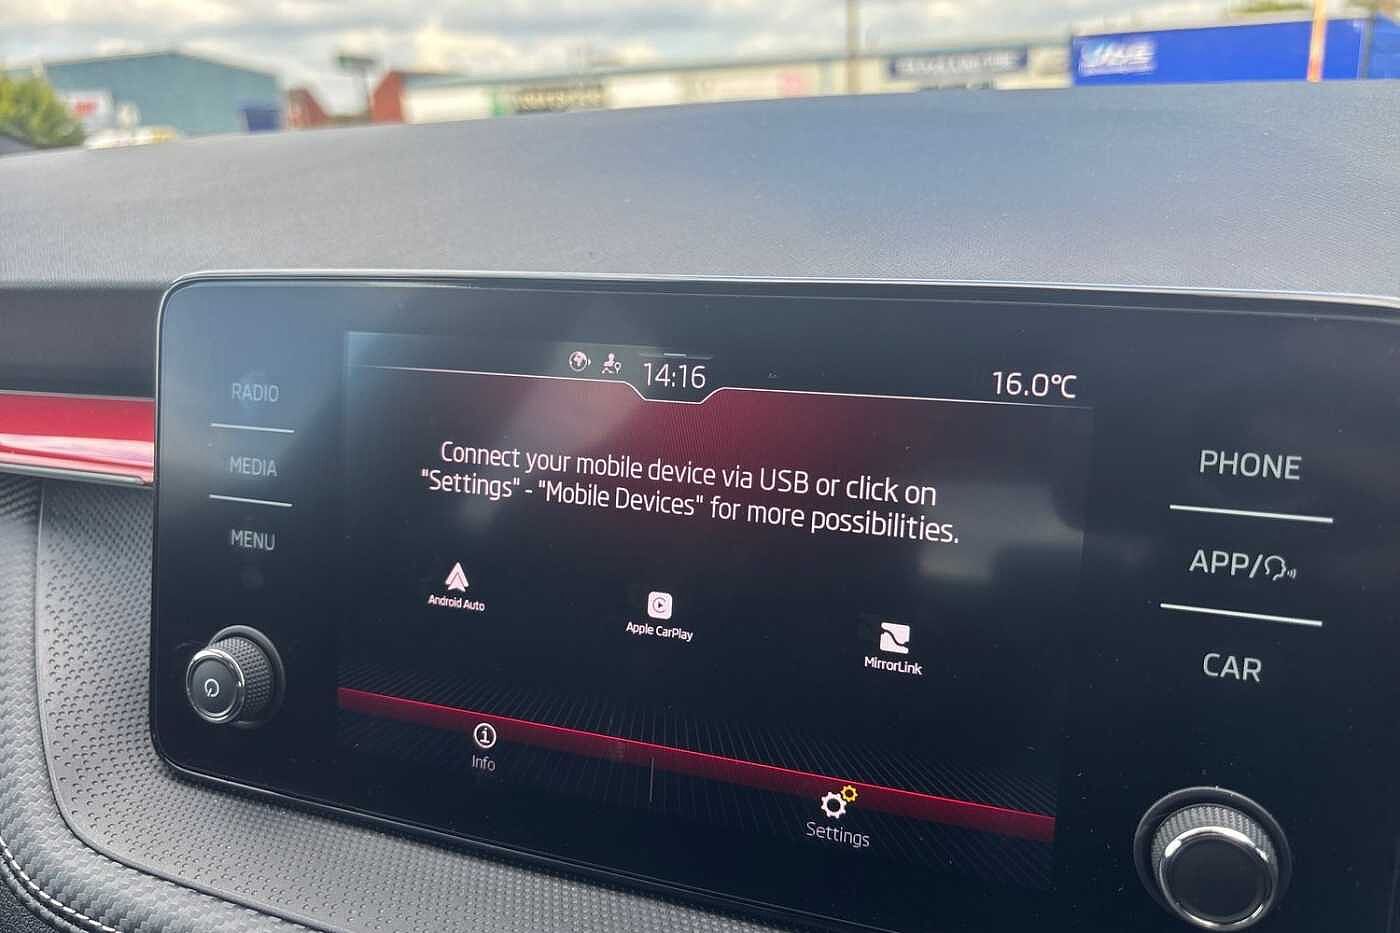 14:16
16.0°C
RADIO
MEDIA
MENU
Connect your mobile device via USB or click on
"Settings" - "Mobile Devices" for more possibilities.
Android Auto
Apple CarPlay
MirrorLink
Info
Settings
PHONE
APP/
CAR